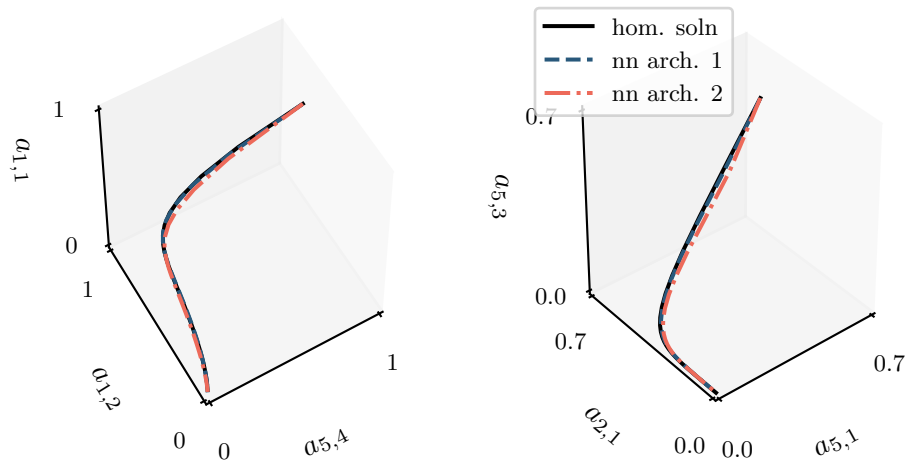 hom. soln
nn arch. 1
nn arch. 2
1
a1,1
0
1
a1,2
0
0
a5,4
1
0.7
a5,3
0.0
0.7
a2,1
0.0
0.0
a5,1
0.7